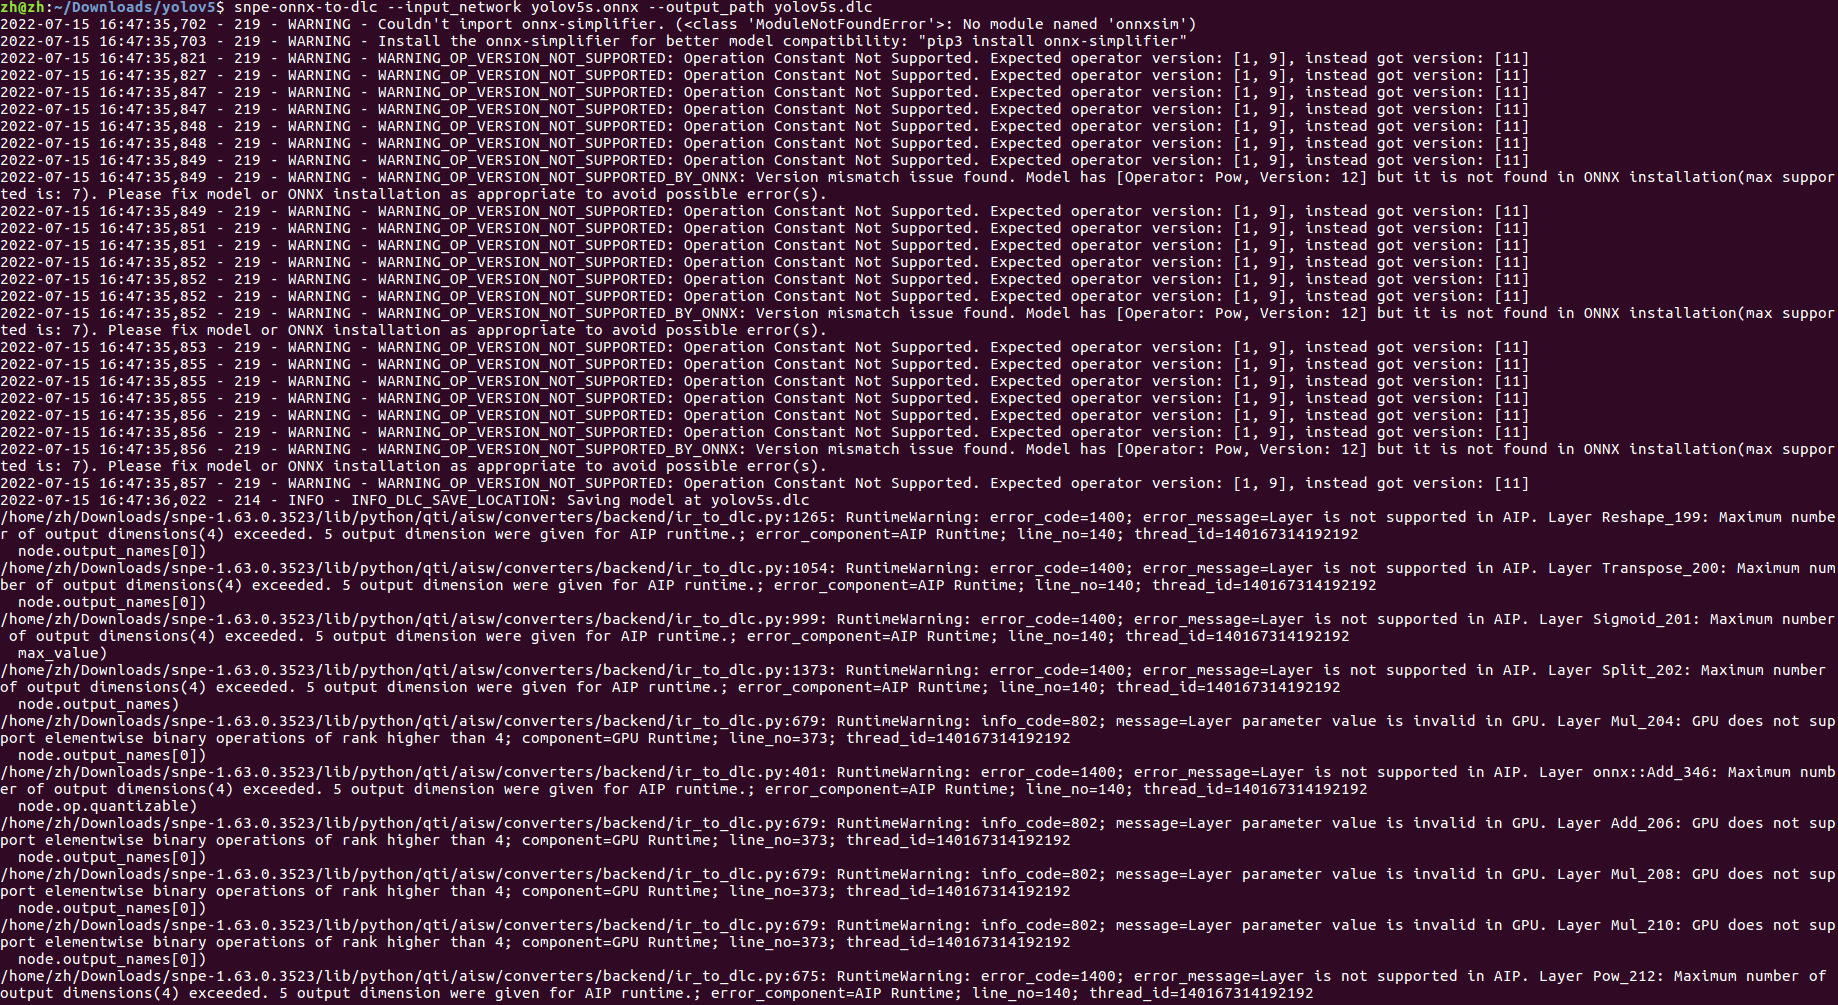 zh@zh:~/Downloads/yolov5$ snpe-onnx-to-dlc --input_network yolov5s.onnx --output_path yolov5s.dlc
2022-07-15 16:47:35,702 - 219 - WARNING - Couldn't import onnx-simplifier. (<class 'ModuleNotFoundError'>: No module named 'onnxsim')
2022-07-15 16:47:35,703 - 219 - WARNING - Install the onnx-simplifier for better model compatibility: "pip3 install onnx-simplifier"
2022-07-15 16:47:35,821 - 219 - WARNING - WARNING_OP_VERSION_NOT_SUPPORTED: Operation Constant Not Supported. Expected operator version: [1, 9], instead got version: [11]
2022-07-15 16:47:35,827 - 219 - WARNING - WARNING_OP_VERSION_NOT_SUPPORTED: Operation Constant Not Supported. Expected operator version: [1, 9], instead got version: [11]
2022-07-15 16:47:35,847 - 219 - WARNING - WARNING_OP_VERSION_NOT_SUPPORTED: Operation Constant Not Supported. Expected operator version: [1, 9], instead got version: [11]
2022-07-15 16:47:35,847 - 219 - WARNING - WARNING_OP_VERSION_NOT_SUPPORTED: Operation Constant Not Supported. Expected operator version: [1, 9], instead got version: [11]
2022-07-15 16:47:35,848 - 219 - WARNING - WARNING_OP_VERSION_NOT_SUPPORTED: Operation Constant Not Supported. Expected operator version: [1, 9], instead got version: [11]
2022-07-15 16:47:35,848 - 219 - WARNING - WARNING_OP_VERSION_NOT_SUPPORTED: Operation Constant Not Supported. Expected operator version: [1, 9], instead got version: [11]
2022-07-15 16:47:35,849 - 219 - WARNING - WARNING_OP_VERSION_NOT_SUPPORTED: Operation Constant Not Supported. Expected operator version: [1, 9], instead got version: [11]
2022-07-15 16:47:35,849 - 219 - WARNING - WARNING_OP_VERSION_NOT_SUPPORTED_BY_ONNX: Version mismatch issue found. Model has [Operator: Pow, Version: 12] but it is not found in ONNX installation(max suppor
ted is: 7). Please fix model or ONNX installation as appropriate to avoid possible error(s).
2022-07-15 16:47:35,849 - 219 - WARNING - WARNING_OP_VERSION_NOT_SUPPORTED: Operation Constant Not Supported. Expected operator version: [1, 9], instead got version: [11]
2022-07-15 16:47:35,851 - 219 - WARNING - WARNING_OP_VERSION_NOT_SUPPORTED: Operation Constant Not Supported. Expected operator version: [1, 9], instead got version: [11]
2022-07-15 16:47:35,851 - 219 - WARNING - WARNING_OP_VERSION_NOT_SUPPORTED: Operation Constant Not Supported. Expected operator version: [1, 9], instead got version: [11]
2022-07-15 16:47:35,852 - 219 - WARNING - WARNING_OP_VERSION_NOT_SUPPORTED: Operation Constant Not Supported. Expected operator version: [1, 9], instead got version: [11]
2022-07-15 16:47:35,852 - 219 - WARNING - WARNING_OP_VERSION_NOT_SUPPORTED: Operation Constant Not Supported. Expected operator version: [1, 9], instead got version: [11]
2022-07-15 16:47:35,852 - 219 - WARNING - WARNING_OP_VERSION_NOT_SUPPORTED: Operation Constant Not Supported. Expected operator version: [1, 9], instead got version: [11]
2022-07-15 16:47:35,852 - 219 - WARNING - WARNING_OP_VERSION_NOT_SUPPORTED_BY_ONNX: Version mismatch issue found. Model has [Operator: Pow, Version: 12] but it is not found in ONNX installation(max suppor
ted is: 7). Please fix model or ONNX installation as appropriate to avoid possible error(s).
2022-07-15 16:47:35,853 - 219 - WARNING - WARNING_OP_VERSION_NOT_SUPPORTED: Operation Constant Not Supported. Expected operator version: [1, 9], instead got version: [11]
2022-07-15 16:47:35,855 - 219 - WARNING - WARNING_OP_VERSION_NOT_SUPPORTED: Operation Constant Not Supported. Expected operator version: [1, 9], instead got version: [11]
2022-07-15 16:47:35,855 - 219 - WARNING - WARNING_OP_VERSION_NOT_SUPPORTED: Operation Constant Not Supported. Expected operator version: [1, 9], instead got version: [11]
2022-07-15 16:47:35,855 - 219 - WARNING - WARNING_OP_VERSION_NOT_SUPPORTED: Operation Constant Not Supported. Expected operator version: [1, 9], instead got version: [11]
2022-07-15 16:47:35,856 - 219 - WARNING - WARNING_OP_VERSION_NOT_SUPPORTED: Operation Constant Not Supported. Expected operator version: [1, 9], instead got version: [11]
2022-07-15 16:47:35,856 - 219 - WARNING - WARNING_OP_VERSION_NOT_SUPPORTED: Operation Constant Not Supported. Expected operator version: [1, 9], instead got version: [11]
2022-07-15 16:47:35,856 - 219 - WARNING - WARNING_OP_VERSION_NOT_SUPPORTED_BY_ONNX: Version mismatch issue found. Model has [Operator: Pow, Version: 12] but it is not found in ONNX installation(max suppor
ted is: 7). Please fix model or ONNX installation as appropriate to avoid possible error(s).
2022-07-15 16:47:35,857 - 219 - WARNING - WARNING_OP_VERSION_NOT_SUPPORTED: Operation Constant Not Supported. Expected operator version: [1, 9], instead got version: [11]
2022-07-15 16:47:36,022 - 214 - INFO - INFO_DLC_SAVE_LOCATION: Saving model at yolov5s.dlc
/home/zh/Downloads/snpe-1.63.0.3523/lib/python/qti/aisw/converters/backend/ir_to_dlc.py:1265: RuntimeWarning: error_code=1400; error_message=Layer is not supported in AIP. Layer Reshape_199: Maximum numbe
r of output dimensions(4) exceeded. 5 output dimension were given for AIP runtime.; error_component=AIP Runtime; line_no=140; thread_id=140167314192192
  node.output_names[0])
/home/zh/Downloads/snpe-1.63.0.3523/lib/python/qti/aisw/converters/backend/ir_to_dlc.py:1054: RuntimeWarning: error_code=1400; error_message=Layer is not supported in AIP. Layer Transpose_200: Maximum num
ber of output dimensions(4) exceeded. 5 output dimension were given for AIP runtime.; error_component=AIP Runtime; line_no=140; thread_id=140167314192192
  node.output_names[0])
/home/zh/Downloads/snpe-1.63.0.3523/lib/python/qti/aisw/converters/backend/ir_to_dlc.py:999: RuntimeWarning: error_code=1400; error_message=Layer is not supported in AIP. Layer Sigmoid_201: Maximum number
 of output dimensions(4) exceeded. 5 output dimension were given for AIP runtime.; error_component=AIP Runtime; line_no=140; thread_id=140167314192192
  max_value)
/home/zh/Downloads/snpe-1.63.0.3523/lib/python/qti/aisw/converters/backend/ir_to_dlc.py:1373: RuntimeWarning: error_code=1400; error_message=Layer is not supported in AIP. Layer Split_202: Maximum number
of output dimensions(4) exceeded. 5 output dimension were given for AIP runtime.; error_component=AIP Runtime; line_no=140; thread_id=140167314192192
  node.output_names)
/home/zh/Downloads/snpe-1.63.0.3523/lib/python/qti/aisw/converters/backend/ir_to_dlc.py:679: RuntimeWarning: info_code=802; message=Layer parameter value is invalid in GPU. Layer Mul_204: GPU does not sup
port elementwise binary operations of rank higher than 4; component=GPU Runtime; line_no=373; thread_id=140167314192192
  node.output_names[0])
/home/zh/Downloads/snpe-1.63.0.3523/lib/python/qti/aisw/converters/backend/ir_to_dlc.py:401: RuntimeWarning: error_code=1400; error_message=Layer is not supported in AIP. Layer onnx::Add_346: Maximum numb
er of output dimensions(4) exceeded. 5 output dimension were given for AIP runtime.; error_component=AIP Runtime; line_no=140; thread_id=140167314192192
  node.op.quantizable)
/home/zh/Downloads/snpe-1.63.0.3523/lib/python/qti/aisw/converters/backend/ir_to_dlc.py:679: RuntimeWarning: info_code=802; message=Layer parameter value is invalid in GPU. Layer Add_206: GPU does not sup
port elementwise binary operations of rank higher than 4; component=GPU Runtime; line_no=373; thread_id=140167314192192
  node.output_names[0])
/home/zh/Downloads/snpe-1.63.0.3523/lib/python/qti/aisw/converters/backend/ir_to_dlc.py:679: RuntimeWarning: info_code=802; message=Layer parameter value is invalid in GPU. Layer Mul_208: GPU does not sup
port elementwise binary operations of rank higher than 4; component=GPU Runtime; line_no=373; thread_id=140167314192192
  node.output_names[0])
/home/zh/Downloads/snpe-1.63.0.3523/lib/python/qti/aisw/converters/backend/ir_to_dlc.py:679: RuntimeWarning: info_code=802; message=Layer parameter value is invalid in GPU. Layer Mul_210: GPU does not sup
port elementwise binary operations of rank higher than 4; component=GPU Runtime; line_no=373; thread_id=140167314192192
  node.output_names[0])
/home/zh/Downloads/snpe-1.63.0.3523/lib/python/qti/aisw/converters/backend/ir_to_dlc.py:675: RuntimeWarning: error_code=1400; error_message=Layer is not supported in AIP. Layer Pow_212: Maximum number of
output dimensions(4) exceeded. 5 output dimension were given for AIP runtime.; error_component=AIP Runtime; line_no=140; thread_id=140167314192192